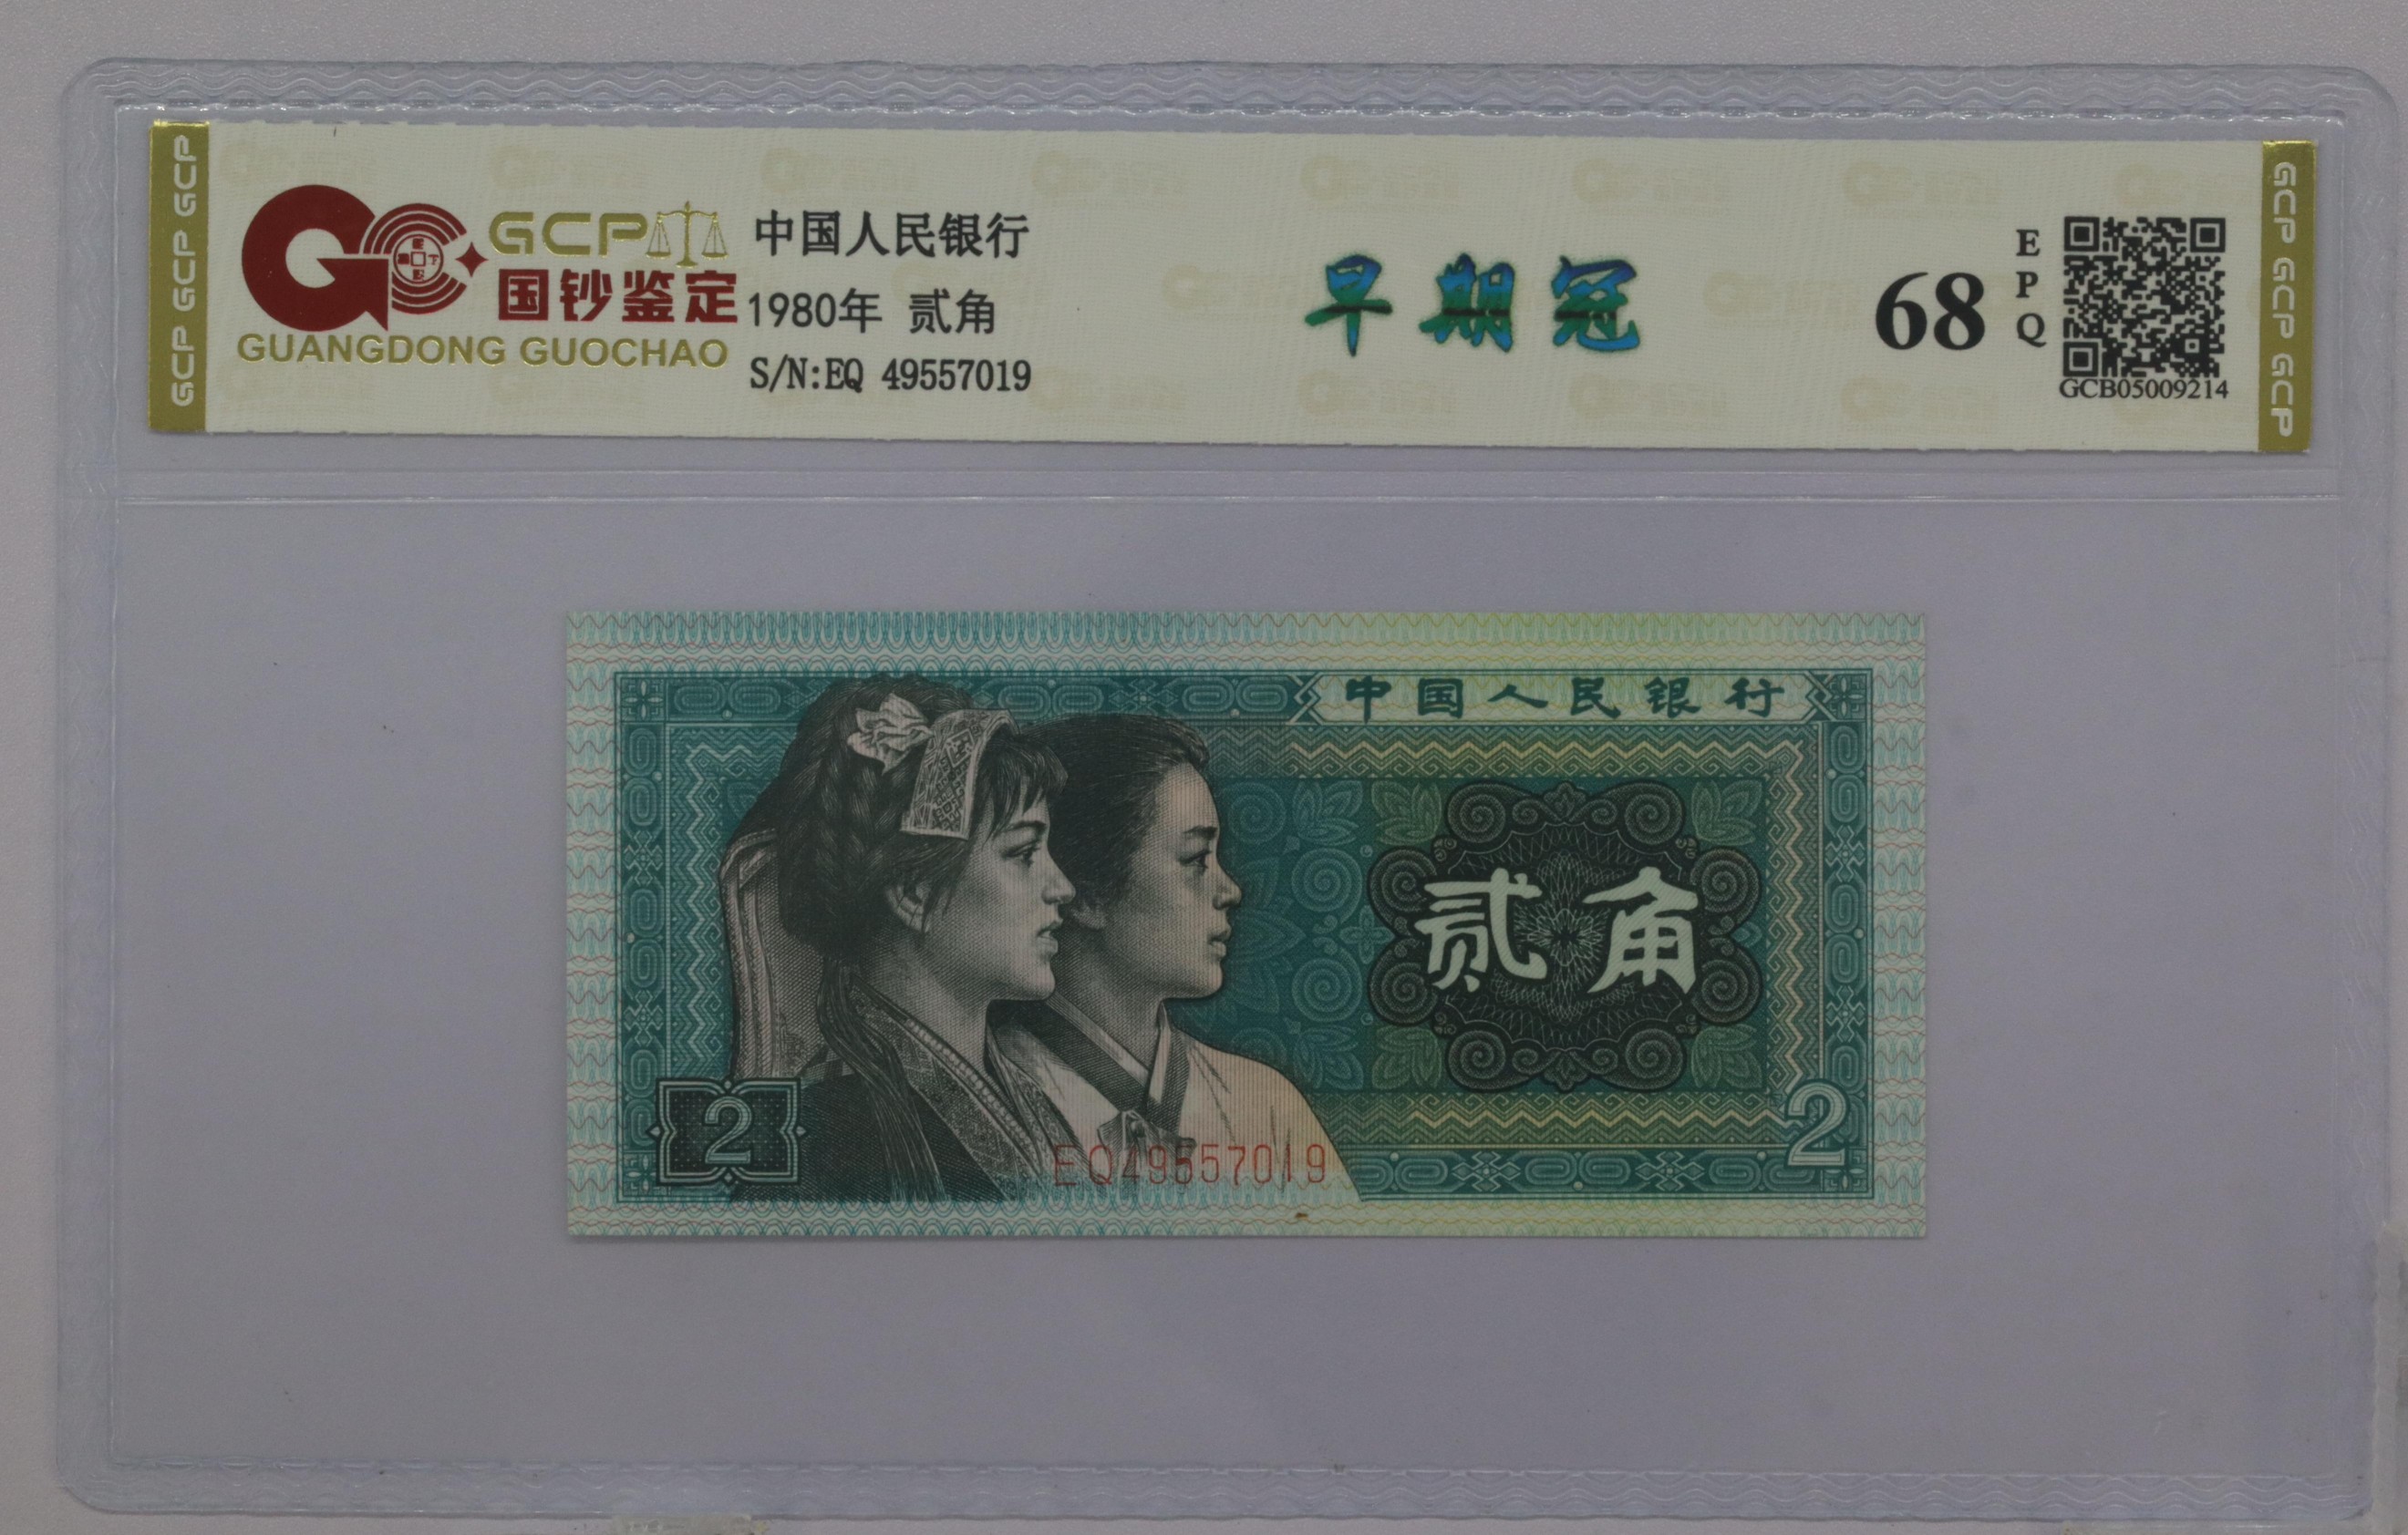 GCP GCP GCP
GCP
国钞鉴定
GUANGDONG GUOCHAO
中国人民银行
1980年 贰角
S/N:EQ 49557019
早期冠
68
EPQ
GCB05009214
GCP GCP GCP
中国人民银行
贰角
2
EQ49557019
2